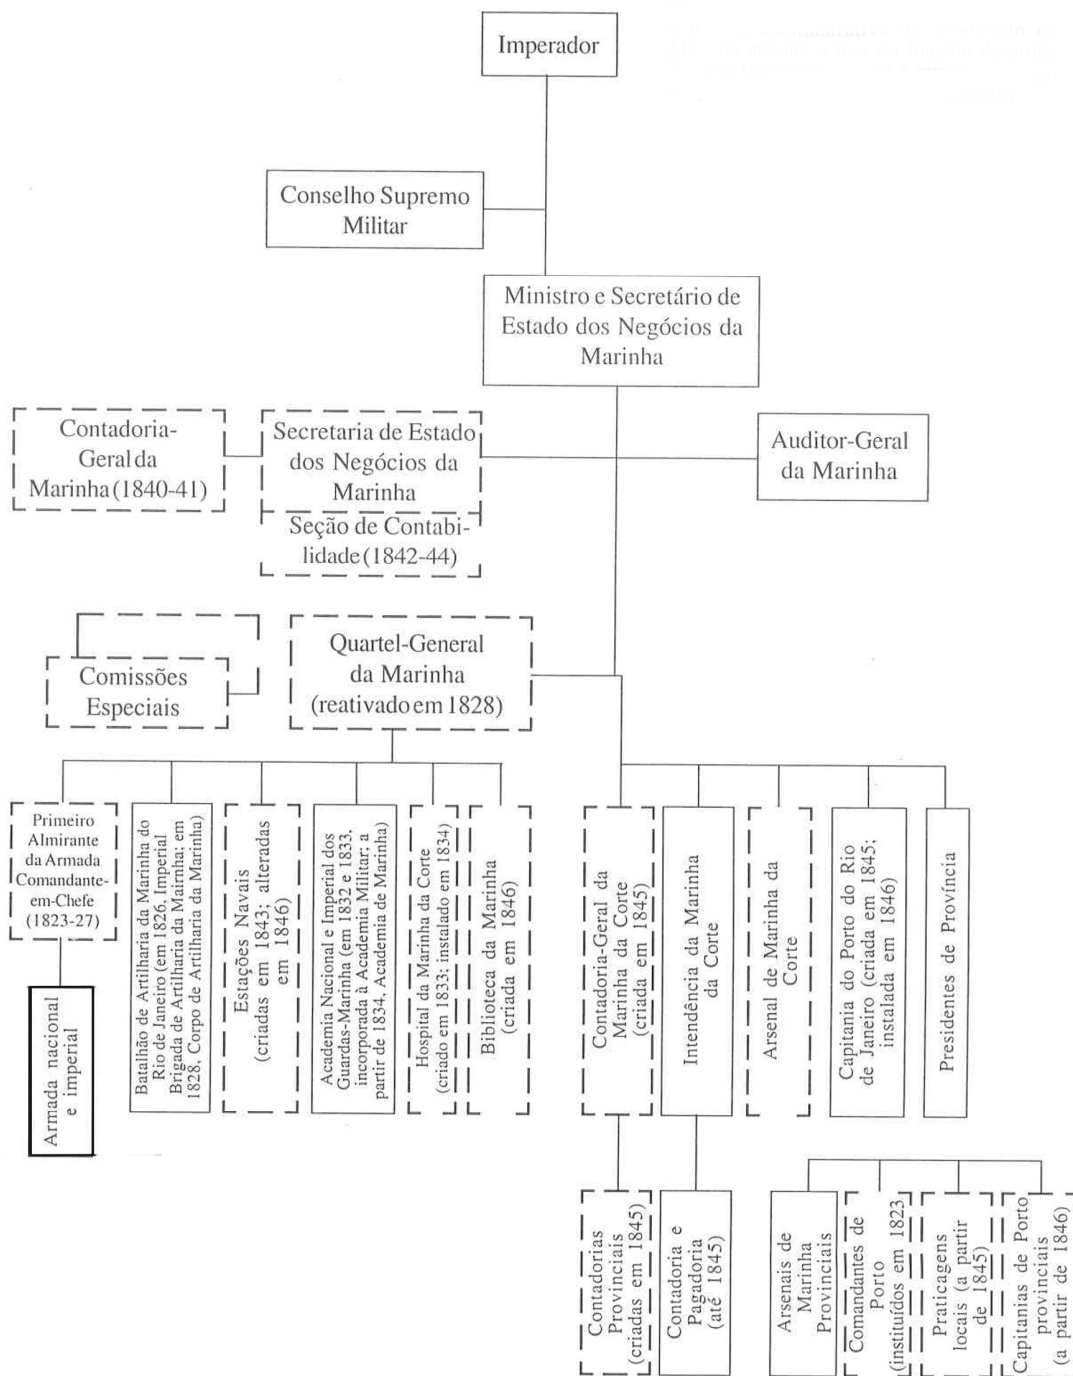 Imperador
Conselho Supremo
Militar
Ministro e Secretário de
Estado dos Negócios da
Marinha
Contadoria-
Geral da
Marinha (1840-41)
Secretaria de Estado
dos Negócios da
Marinha
Seção de Contabi-
lidade (1842-44)
Auditor-Geral
da Marinha
Comissões
Especiais
Quartel-General
da Marinha
(reativado em 1828)
Primeiro
Almirante
da Armada
Comandante-
em-Chefe
(1823-27)
Armada nacional
e imperial
Batalhão de Artilharia da Marinha do
Rio de Janeiro (em 1826, Imperial
Brigada de Artilharia da Mairnha; em
1828, Corpo de Artilharia da Marinha)
Estações Navais
(criadas em 1843; alteradas
em 1846)
Academia Nacional e Imperial dos
Guardas-Marinha (em 1832 e 1833,
incorporada à Academia Militar; a
partir de 1834, Academia de Marinha)
Hospital da Marinha da Corte
(criado em 1833; instalado em 1834)
Biblioteca da Marinha
(criada em 1846)
Contadoria-Geral da
Marinha da Corte
(criada em 1845)
Intendência da Marinha
da Corte
Arsenal de Marinha da
Corte
Capitania do Porto do Rio
de Janeiro (criada em 1845;
instalada em 1846)
Presidentes de Província
Contadorias
Provinciais
(criadas em 1845)
Contadoria e
Pagadoria
(até 1845)
Arsenais de
Marinha
Provinciais
Comandantes de
Porto
(instituídos em 1823
Praticagens
locais (a partir
de 1845)
Capitanias de Porto
provinciais
(a partir de 1846)